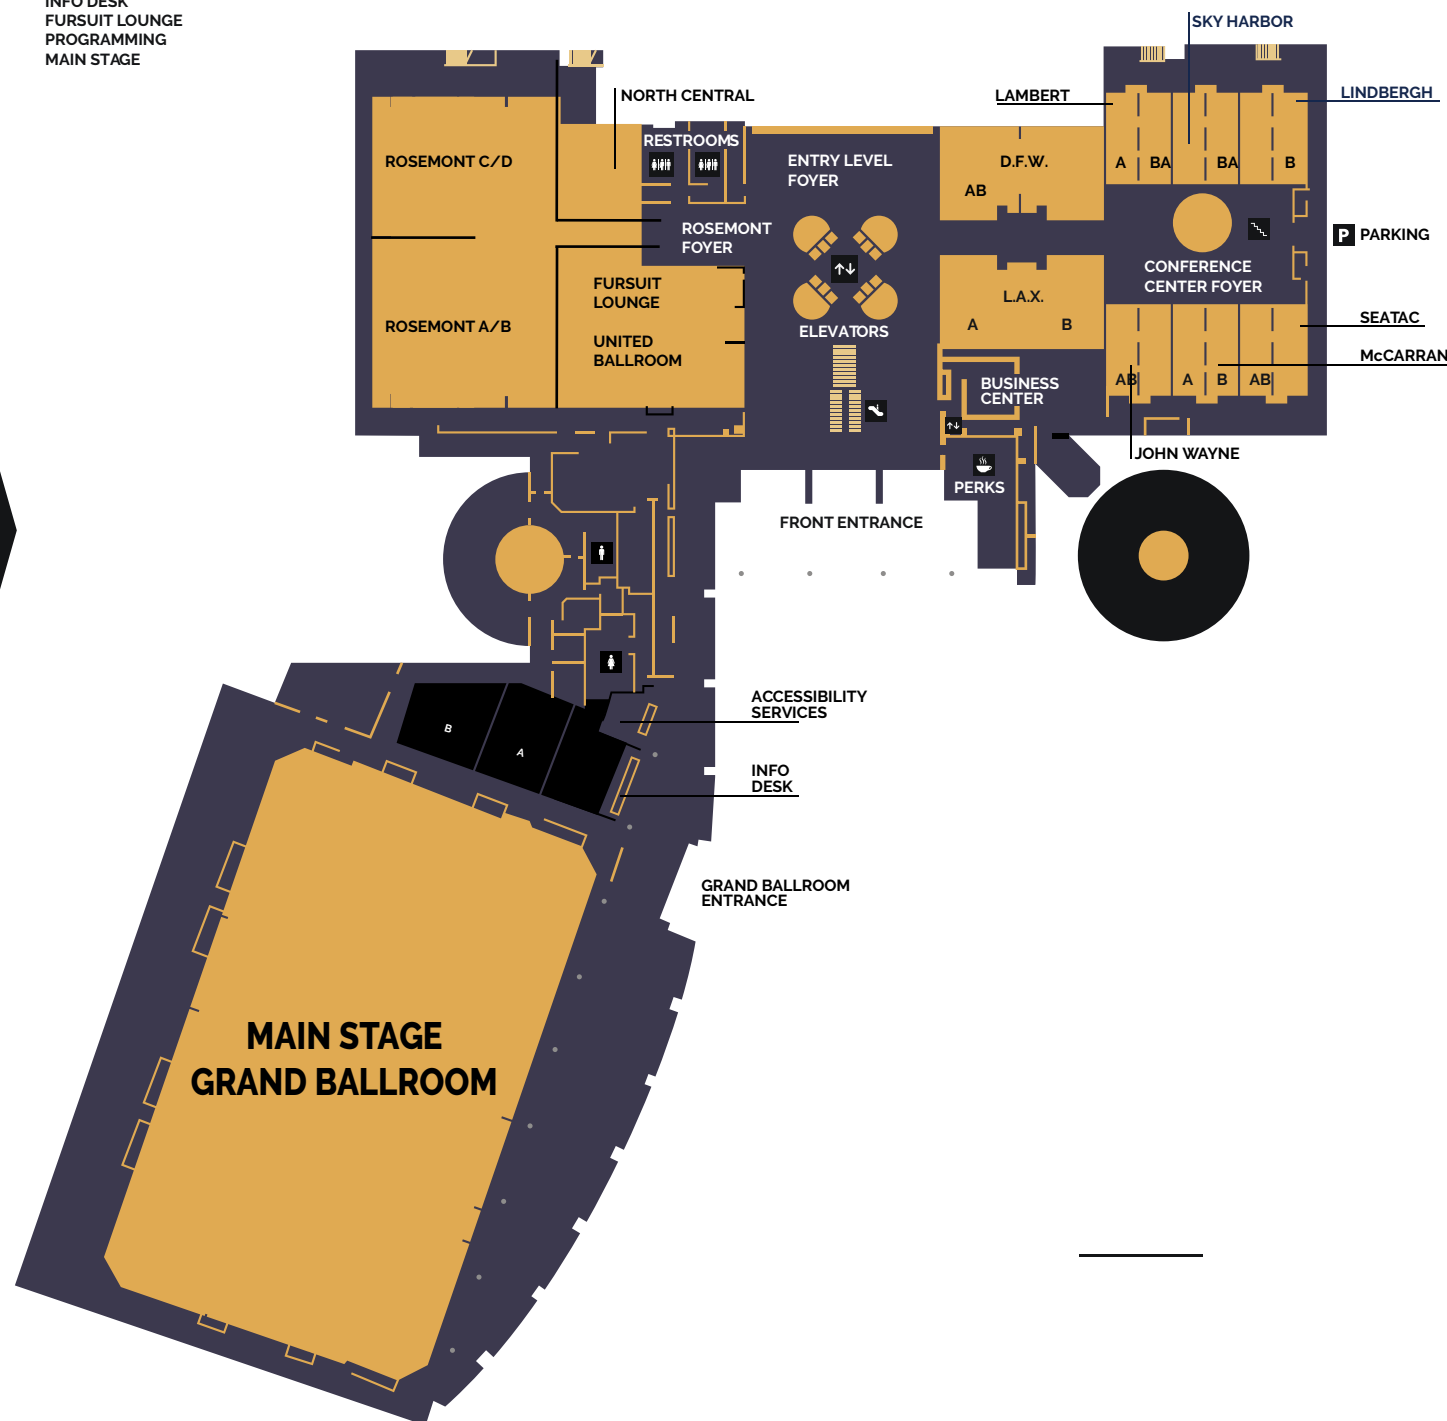 INFO DESK
FURSUIT LOUNGE
PROGRAMMING
MAIN STAGE
SKY HARBOR
NORTH CENTRAL
LAMBERT
LINDBERGH
RESTROOMS
ROSEMONT C/D
ENTRY LEVEL
FOYER
D.F.W.
AB
A
BA
BA
B
ROSEMONT
FOYER
P PARKING
CONFERENCE
CENTER FOYER
FURSUIT
LOUNGE
L.A.X.
A
B
ROSEMONT A/B
ELEVATORS
SEATAC
UNITED
BALLROOM
McCARRAN
BUSINESS
CENTER
AB
A
B
AB
JOHN WAYNE
PERKS
FRONT ENTRANCE
ACCESSIBILITY
SERVICES
B
A
INFO
DESK
GRAND BALLROOM
ENTRANCE
MAIN STAGE
GRAND BALLROOM